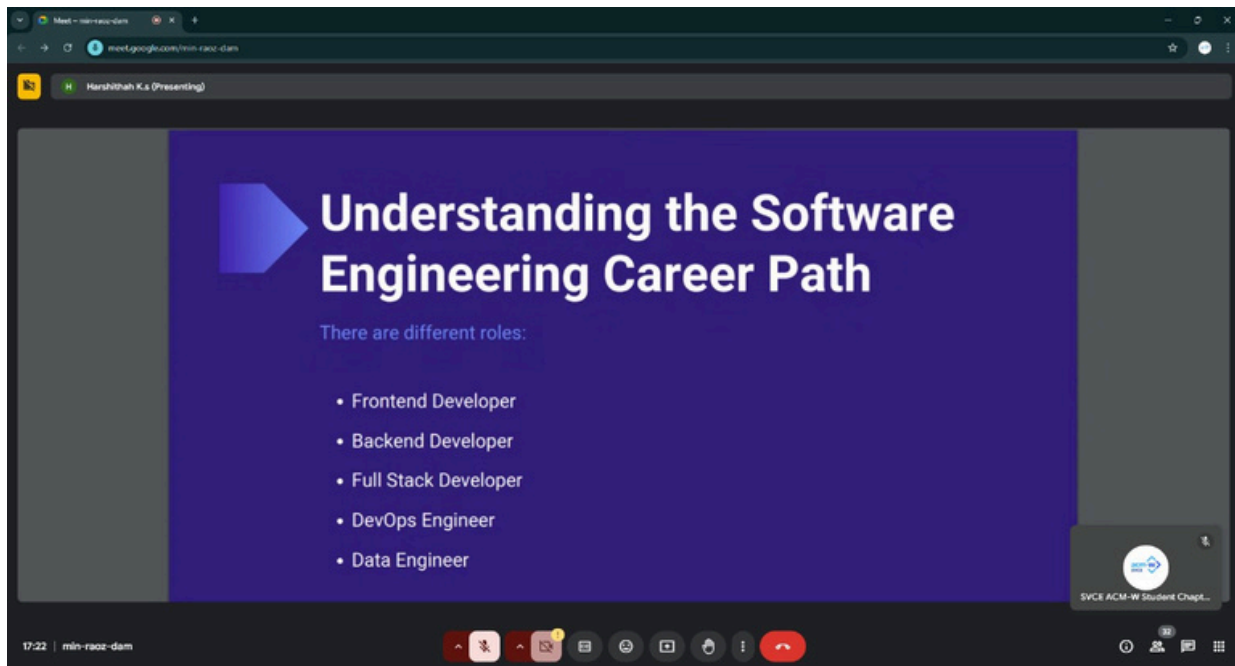 Meet – min-raoz-dam
meet.google.com/min-raoz-dam
H Harshithah K.s (Presenting)
Understanding the Software
Engineering Career Path
There are different roles:
• Frontend Developer
• Backend Developer
• Full Stack Developer
• DevOps Engineer
• Data Engineer
SVCE ACM-W Student Chapt...
17:22 | min-raoz-dam
32